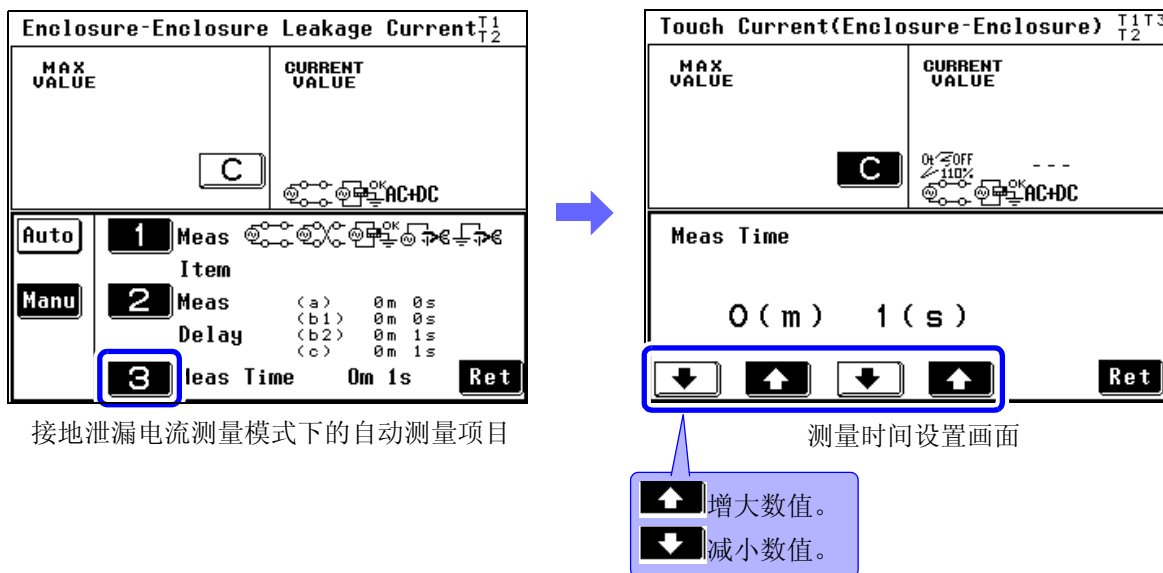 Enclosure-Enclosure Leakage Current T1 T2
MAX VALUE
CURRENT VALUE
C
OK AC+DC
Auto
1 Meas Item OK
Manu
2 Meas Delay
(a) 0m 0s
(b1) 0m 0s
(b2) 0m 1s
(c) 0m 1s
3 Meas Time 0m 1s
Ret
接地泄漏电流测量模式下的自动测量项目
Touch Current(Enclosure-Enclosure) T1T3 T2
MAX VALUE
CURRENT VALUE
C
OFF
110%
---
OK AC+DC
Meas Time
0(m) 1(s)
Ret
测量时间设置画面
增大数值。
减小数值。